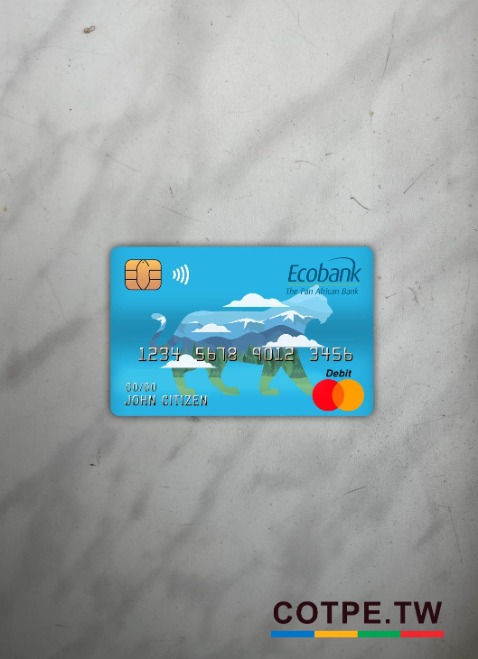 Ecobank
The Pan African Bank
1234 5678 9012 3456
Debit
00/00
JOHN CITIZEN
COTPE.TW